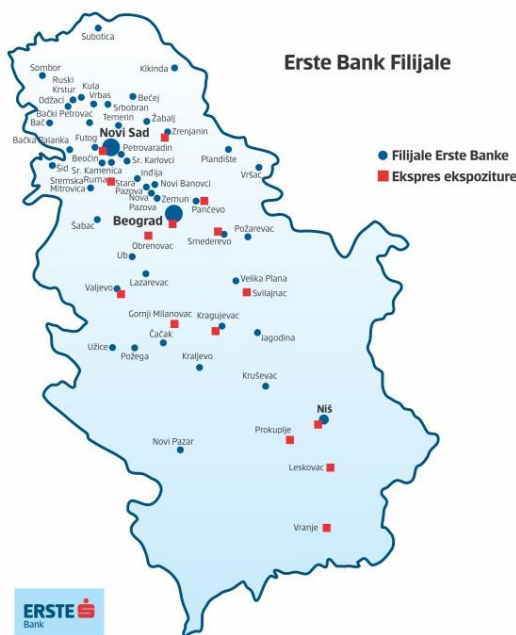 Erste Bank Filijale
Subotica
Kikinda
Sombor
Ruski
Krstur
Kula
Vrbas
Bečej
Odžaci
Srbobran
Bački Petrovac
Temerin
Žabalj
Bač
Novi Sad
Zrenjanin
Futog
Petrovaradin
Bačka Palanka
Plandište
Beočin
Sr. Karlovci
Vršac
Šid
Sr. Kamenica
Inđija
Sremska
Mitrovica
Ruma
Stara
Pazova
Novi Banovci
Nova
Pazova
Zemun
Pančevo
Filijale Erste Banke
Ekspres ekspoziture
Šabac
Beograd
Požarevac
Obrenovac
Smederevo
Ub
Lazarevac
Velika Plana
Valjevo
Svilajnac
Gornji Milanovac
Kragujevac
Čačak
Jagodina
Užice
Požega
Kraljevo
Kruševac
Niš
Prokuplje
Novi Pazar
Leskovac
Vranje
ERSTE
Bank